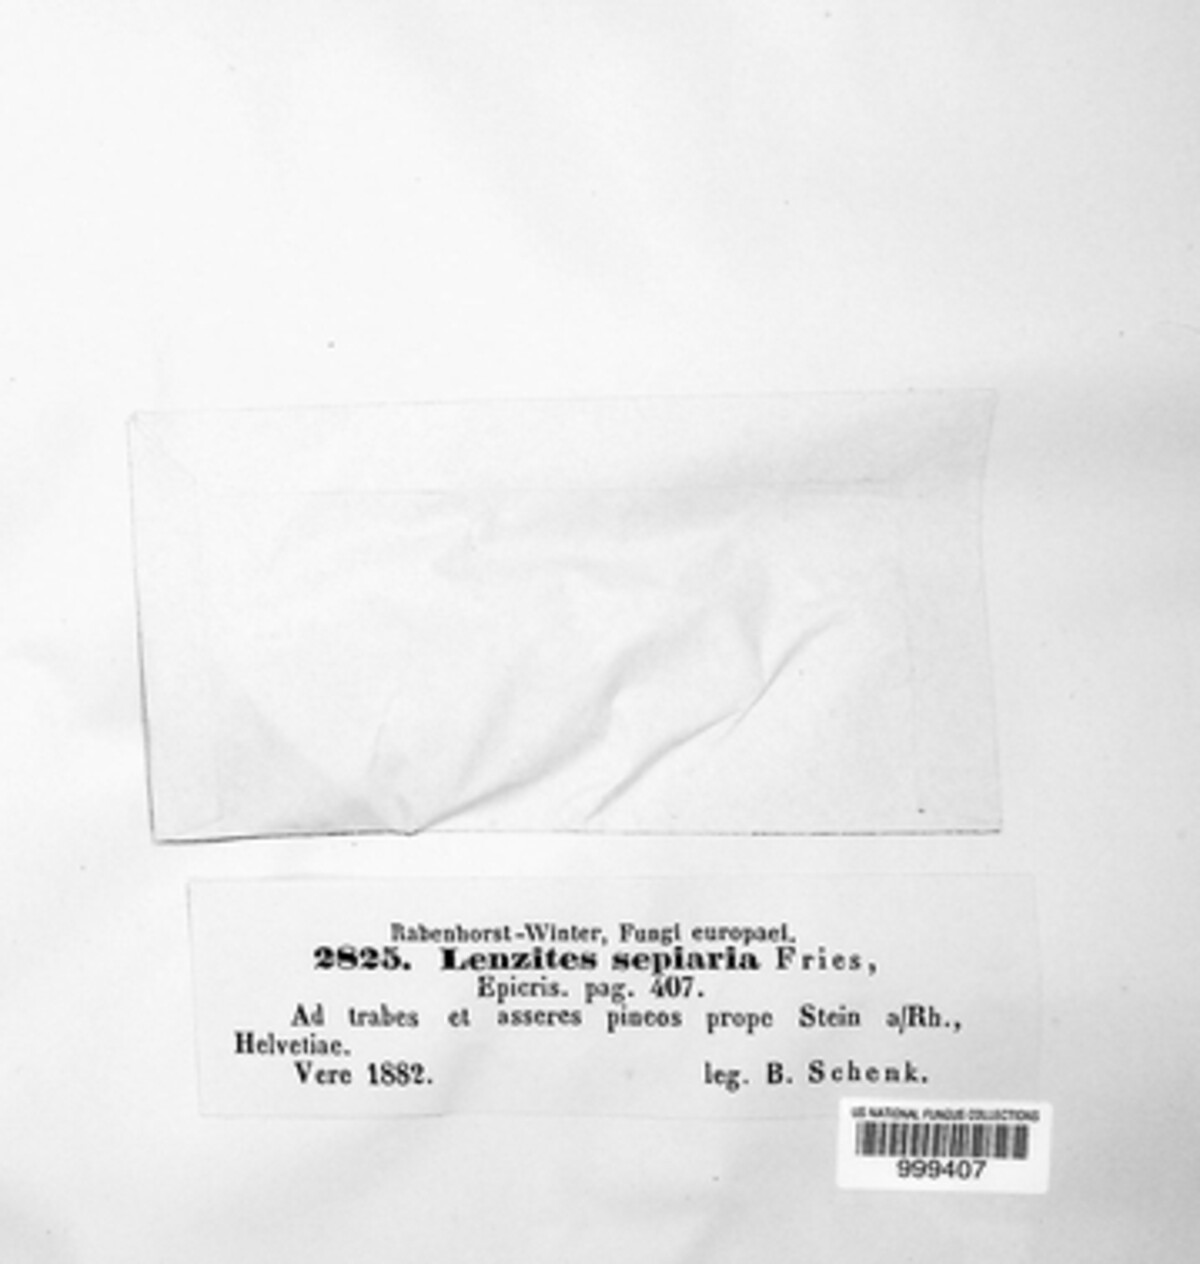 Rabenhorst-Winter, Fungi europaei.
2825. Lenzites sepiaria Fries,
Epicris. pag. 407.
Ad trabes et asseres pineos prope Stein a/Rh.,
Helvetiae.
Vere 1882. leg. B. Schenk.
US NATIONAL FUNGUS COLLECTIONS
999407